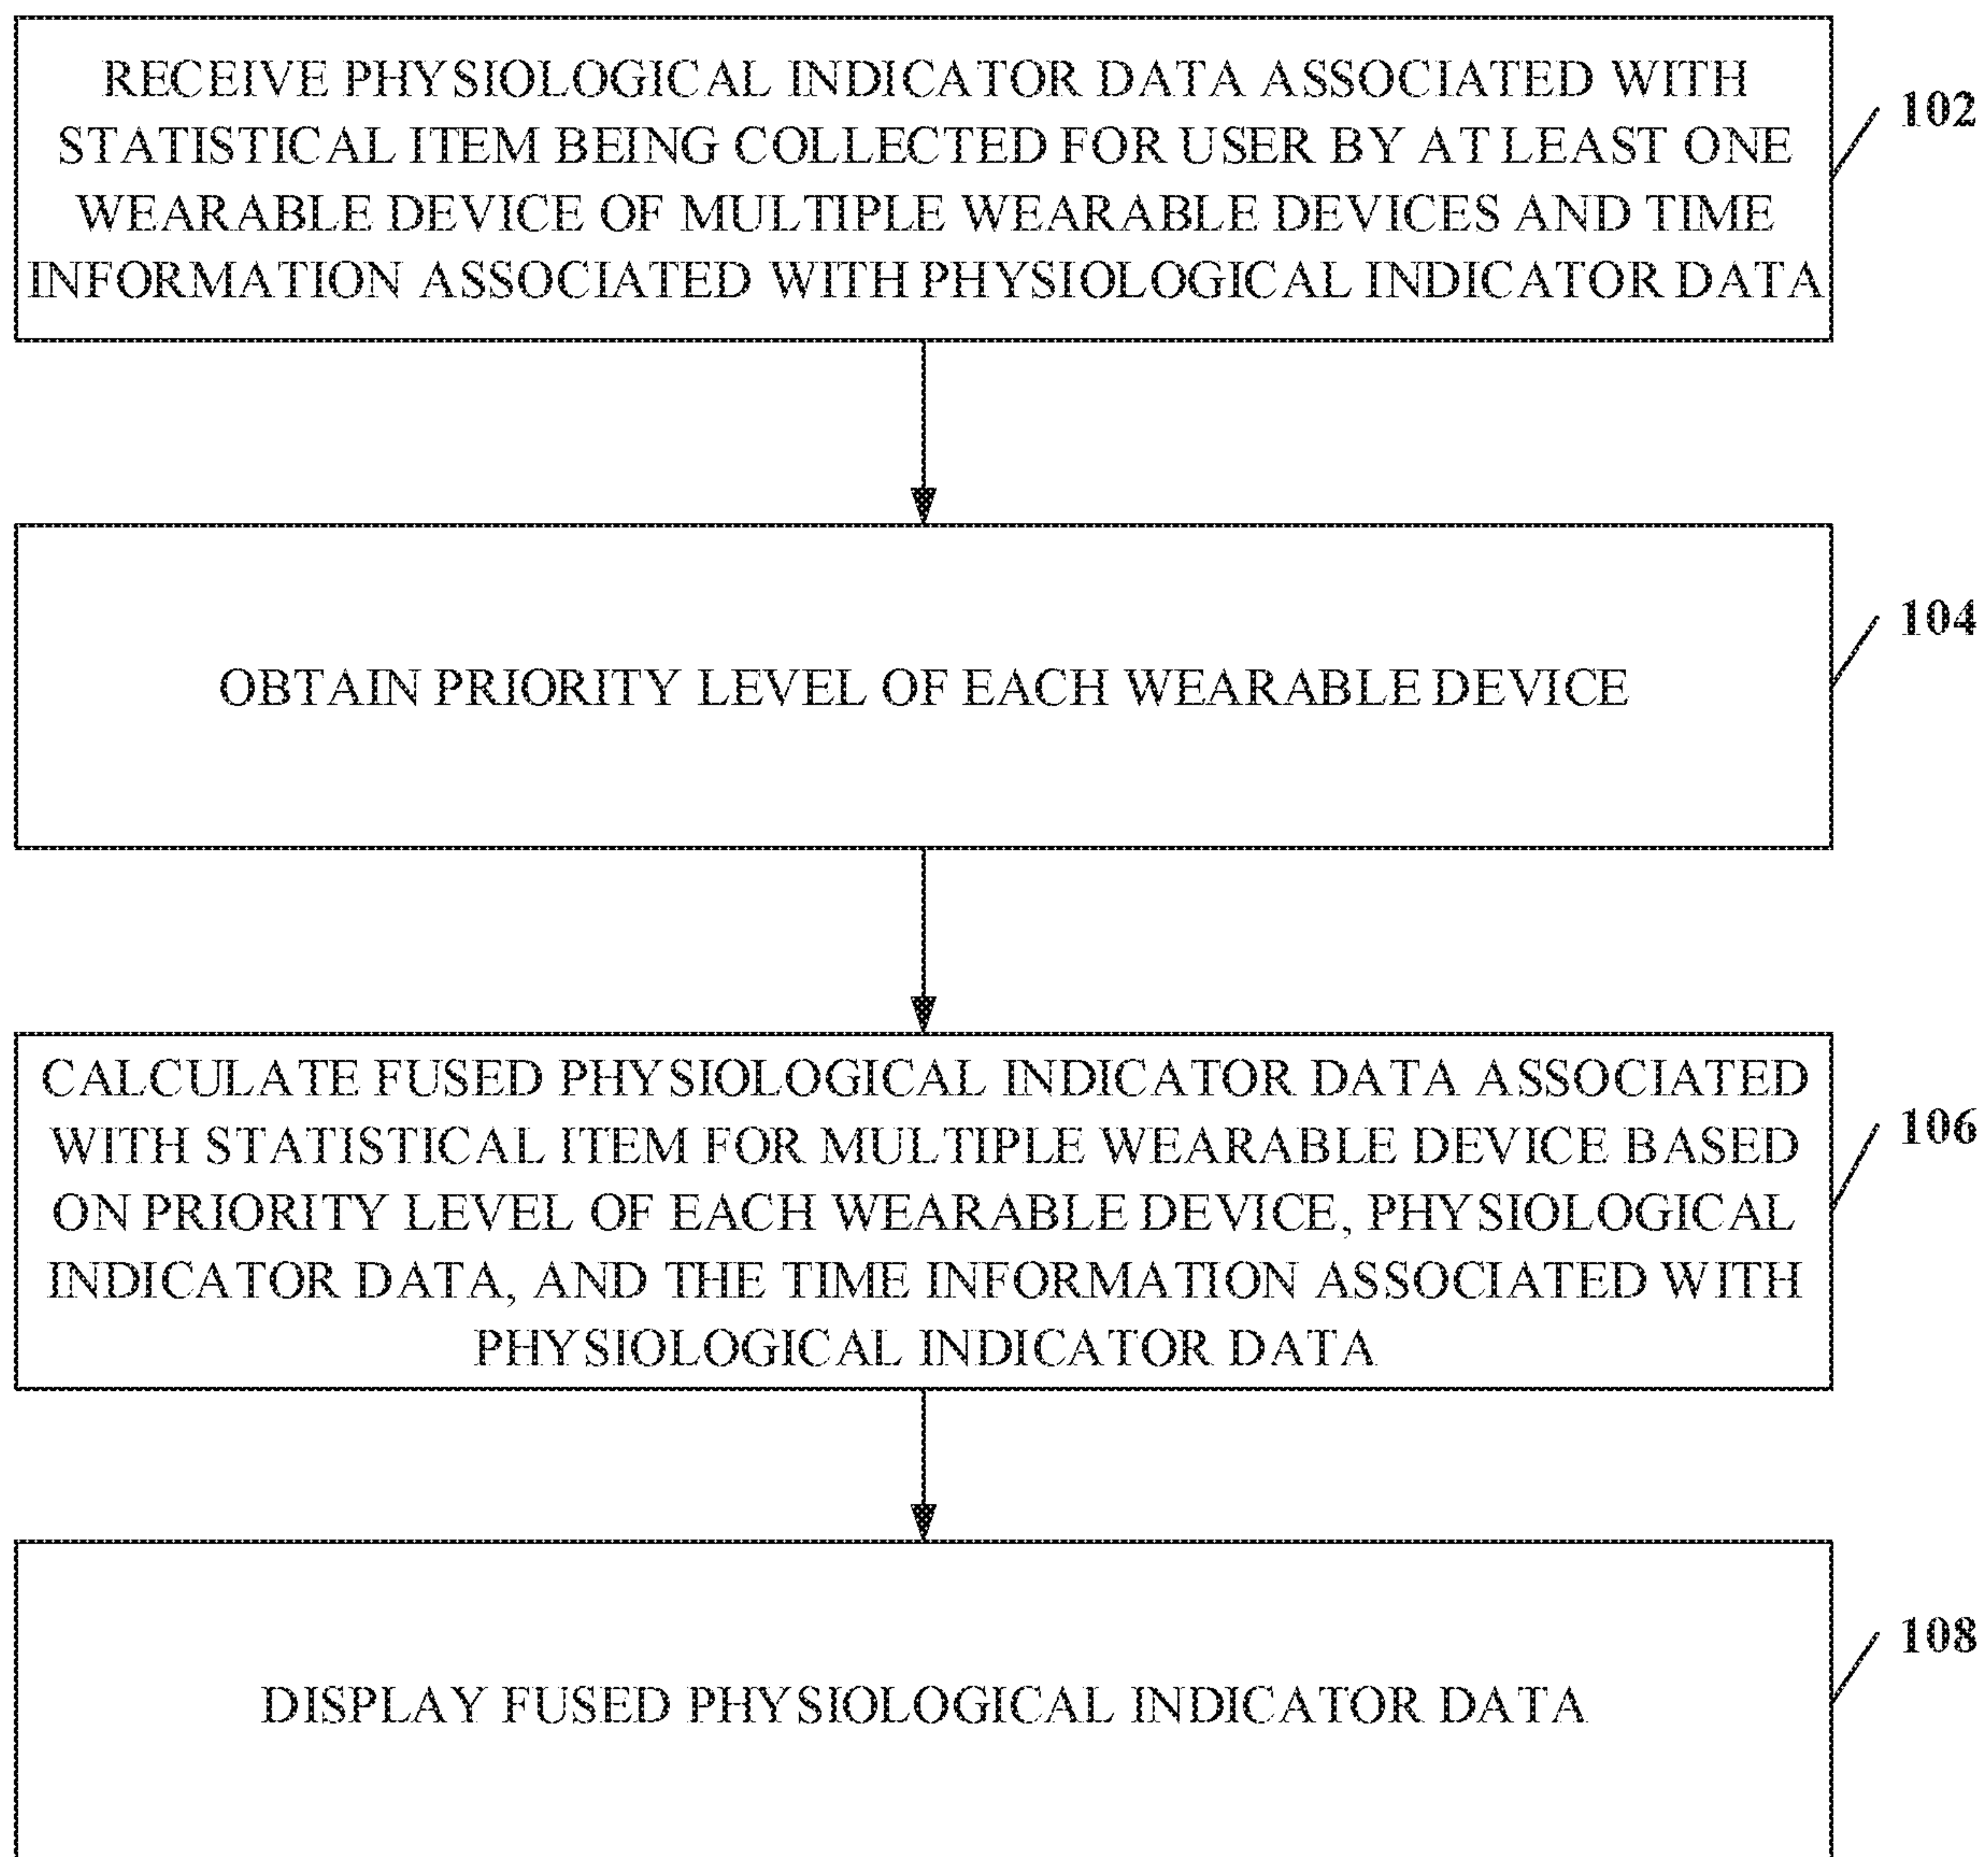 RECEIVE PHYSIOLOGICAL INDICATOR DATA ASSOCIATED WITH
STATISTICAL ITEM BEING COLLECTED FOR USER BY AT LEAST ONE
WEARABLE DEVICE OF MULTIPLE WEARABLE DEVICES AND TIME
INFORMATION ASSOCIATED WITH PHYSIOLOGICAL INDICATOR DATA
102
OBTAIN PRIORITY LEVEL OF EACH WEARABLE DEVICE
104
CALCULATE FUSED PHYSIOLOGICAL INDICATOR DATA ASSOCIATED
WITH STATISTICAL ITEM FOR MULTIPLE WEARABLE DEVICE BASED
ON PRIORITY LEVEL OF EACH WEARABLE DEVICE, PHYSIOLOGICAL
INDICATOR DATA, AND THE TIME INFORMATION ASSOCIATED WITH
PHYSIOLOGICAL INDICATOR DATA
106
DISPLAY FUSED PHYSIOLOGICAL INDICATOR DATA
108